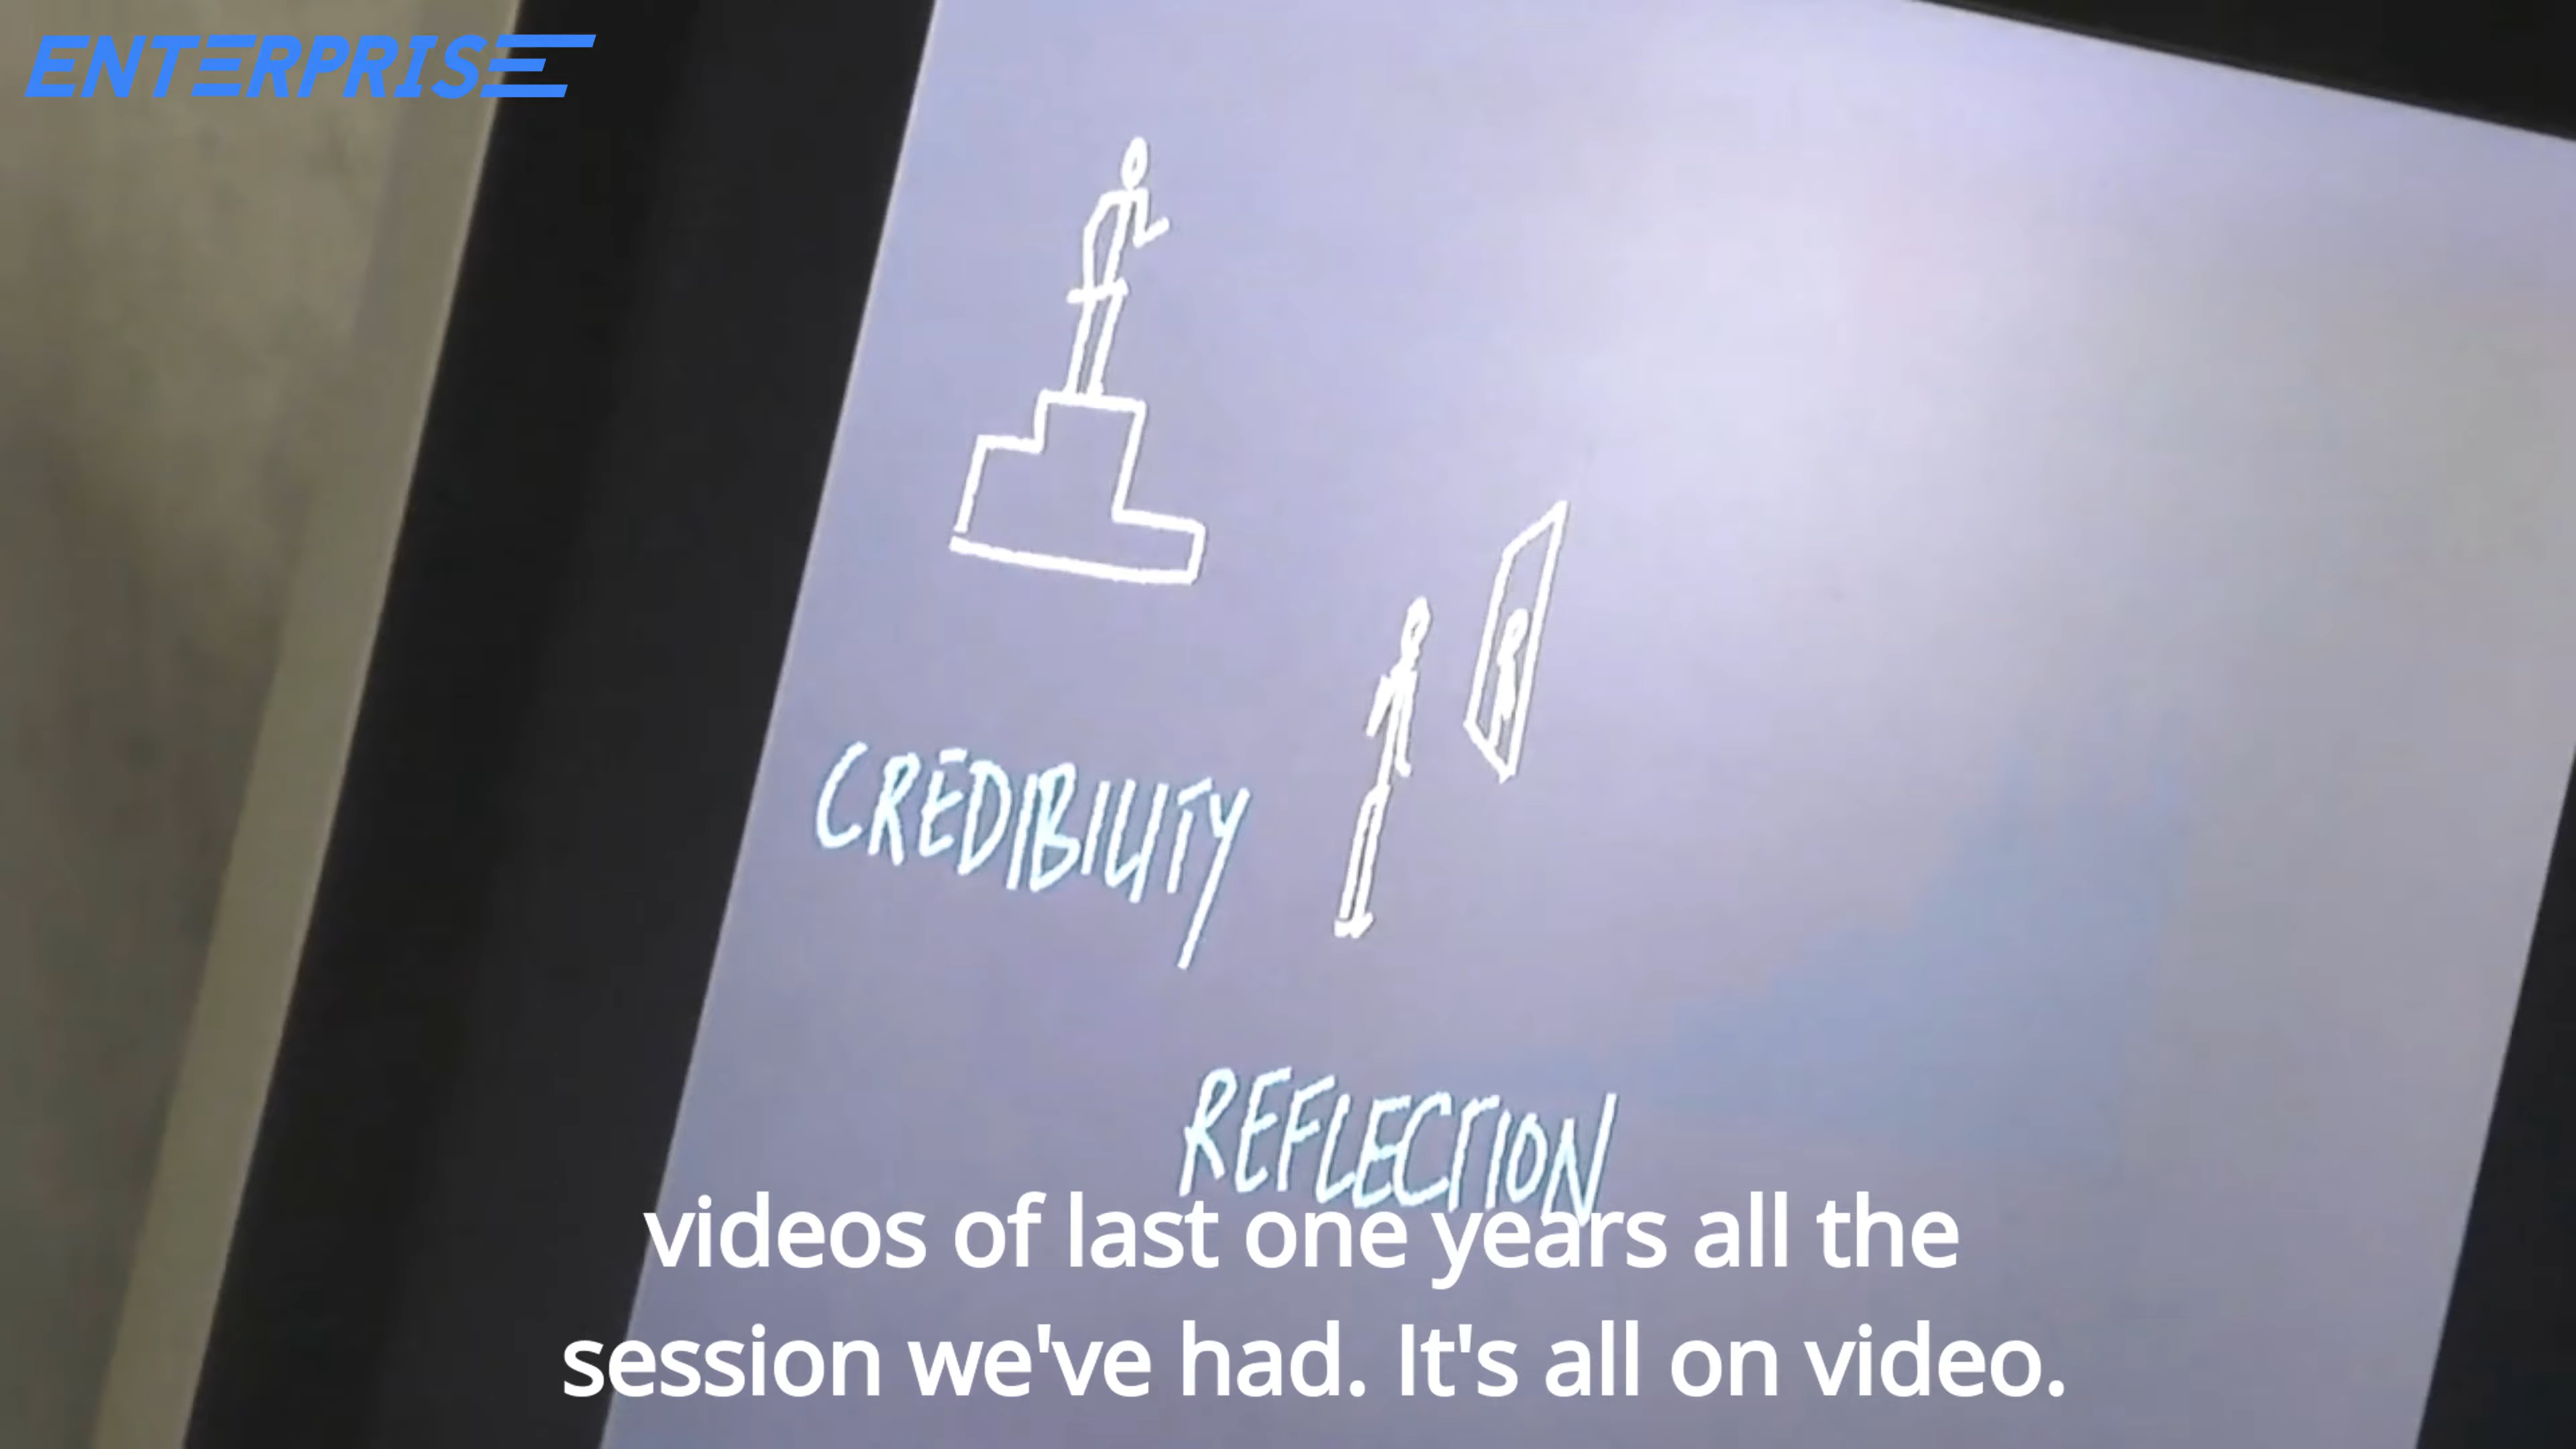 ENTERPRISE
CREDIBILITY
REFLECTION
videos of last one years all the
session we've had. It's all on video.